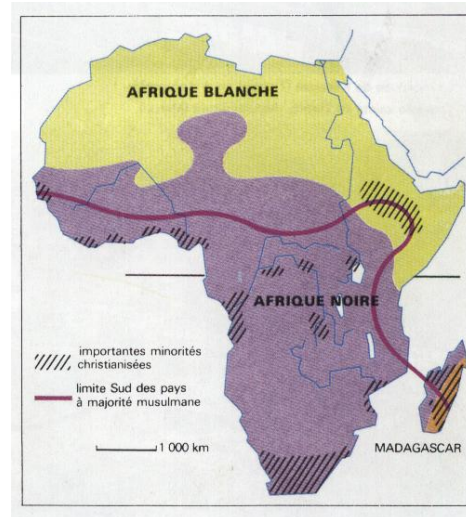 AFRIQUE BLANCHE
AFRIQUE NOIRE
importantes minorités
christianisées
limite Sud des pays
à majorité musulmane
1 000 km
MADAGASCAR